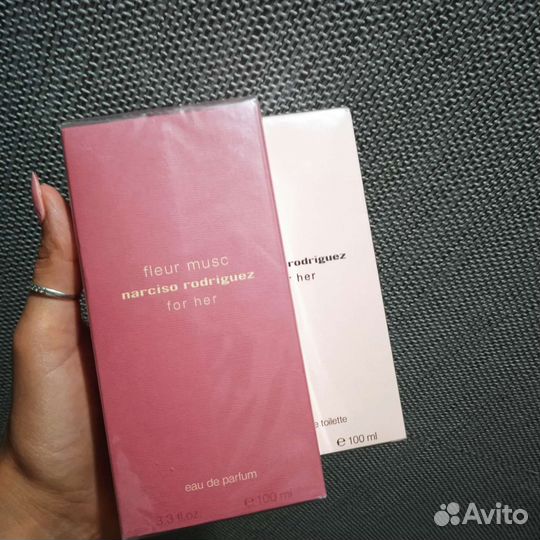 fleur musc
narciso rodriguez
for her
eau de parfum
3.3 fl.oz. ℮ 100 ml
rodriguez
her
toilette
℮ 100 ml
Avito